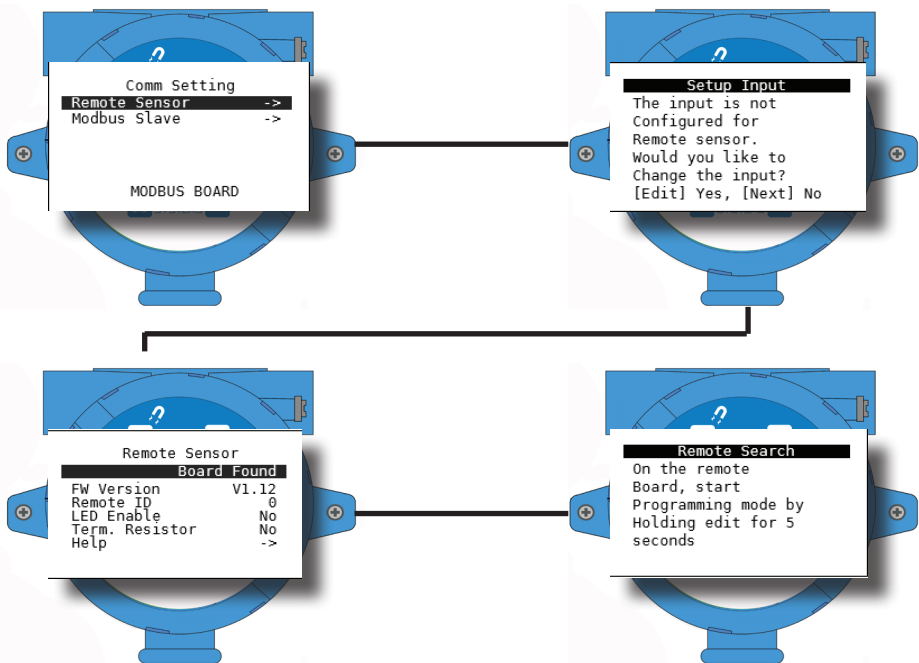 Comm Setting
Remote Sensor ->
Modbus Slave ->
MODBUS BOARD
Setup Input
The input is not
Configured for
Remote sensor.
Would you like to
Change the input?
[Edit] Yes, [Next] No
Remote Sensor
Board Found
FW Version V1.12
Remote ID 0
LED Enable No
Term. Resistor No
Help ->
Remote Search
On the remote
Board, start
Programming mode by
Holding edit for 5
seconds